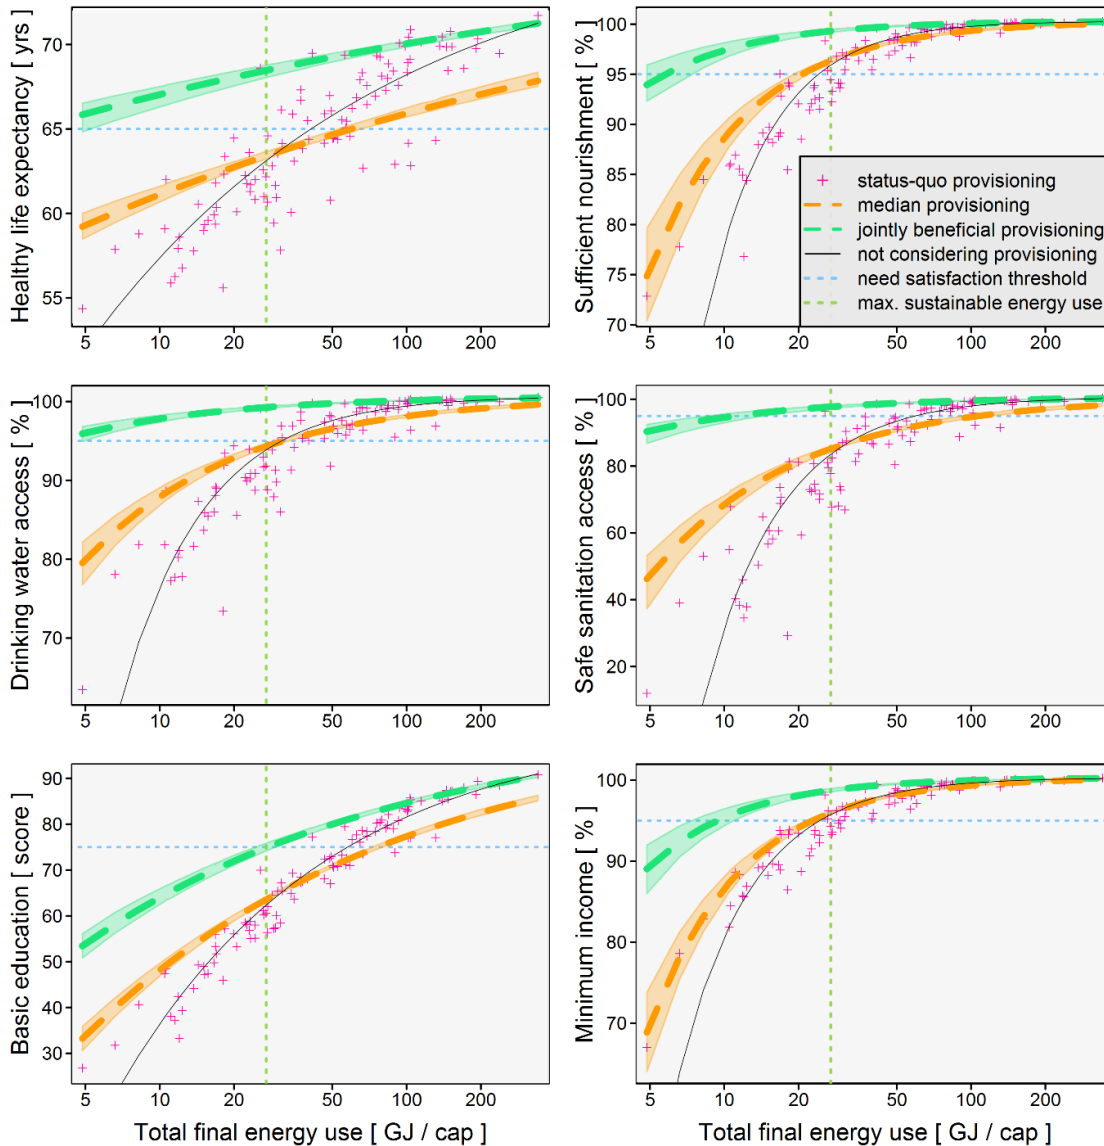 Healthy life expectancy [ yrs ]
70
65
60
55
5 10 20 50 100 200
Sufficient nourishment [ % ]
100
95
90
85
80
75
70
5 10 20 50 100 200
status-quo provisioning
median provisioning
jointly beneficial provisioning
not considering provisioning
need satisfaction threshold
max. sustainable energy use
Drinking water access [ % ]
100
90
80
70
5 10 20 50 100 200
Safe sanitation access [ % ]
100
80
60
40
20
5 10 20 50 100 200
Basic education [ score ]
90
80
70
60
50
40
30
5 10 20 50 100 200
Total final energy use [ GJ / cap ]
Minimum income [ % ]
100
90
80
70
5 10 20 50 100 200
Total final energy use [ GJ / cap ]